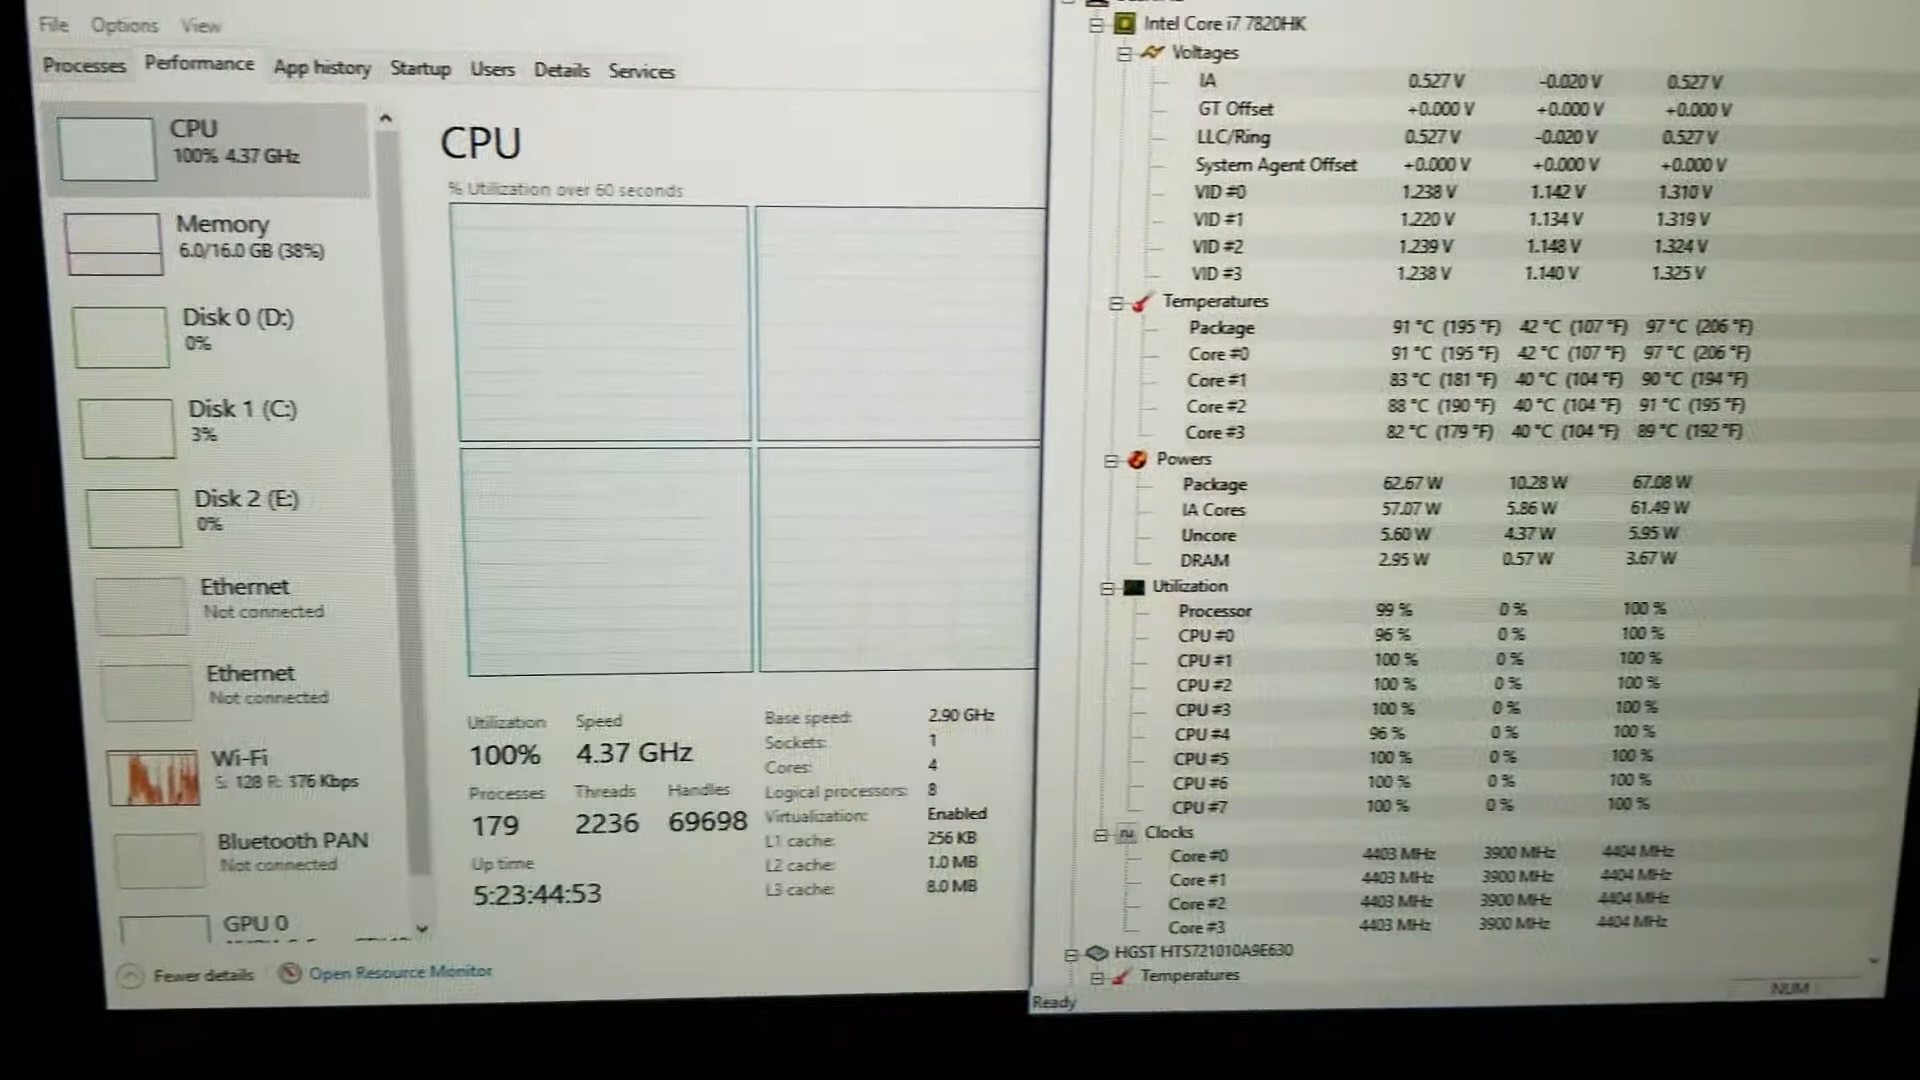 File Options View
Processes Performance App history Startup Users Details Services
CPU
100% 4.37 GHz
Memory
6.0/16.0 GB (38%)
Disk 0 (D:)
0%
Disk 1 (C:)
3%
Disk 2 (E:)
0%
Ethernet
Not connected
Ethernet
Not connected
Wi-Fi
S: 128 R: 376 Kbps
Bluetooth PAN
Not connected
GPU 0
Fewer details Open Resource Monitor
CPU
% Utilization over 60 seconds
Utilization Speed
100% 4.37 GHz
Processes Threads Handles
179 2236 69698
Up time
5:23:44:53
Base speed: 2.90 GHz
Sockets: 1
Cores: 4
Logical processors: 8
Virtualization: Enabled
L1 cache: 256 KB
L2 cache: 1.0 MB
L3 cache: 8.0 MB
Intel Core i7 7820HK
Voltages
IA 0.527 V -0.020 V 0.527 V
GT Offset +0.000 V +0.000 V +0.000 V
LLC/Ring 0.527 V -0.020 V 0.527 V
System Agent Offset +0.000 V +0.000 V +0.000 V
VID #0 1.238 V 1.142 V 1.310 V
VID #1 1.220 V 1.134 V 1.319 V
VID #2 1.239 V 1.148 V 1.324 V
VID #3 1.238 V 1.140 V 1.325 V
Temperatures
Package 91 °C (195 °F) 42 °C (107 °F) 97 °C (206 °F)
Core #0 91 °C (195 °F) 42 °C (107 °F) 97 °C (206 °F)
Core #1 83 °C (181 °F) 40 °C (104 °F) 90 °C (194 °F)
Core #2 88 °C (190 °F) 40 °C (104 °F) 91 °C (195 °F)
Core #3 82 °C (179 °F) 40 °C (104 °F) 89 °C (192 °F)
Powers
Package 62.67 W 10.28 W 67.08 W
IA Cores 57.07 W 5.86 W 61.49 W
Uncore 5.60 W 4.37 W 5.95 W
DRAM 2.95 W 0.57 W 3.67 W
Utilization
Processor 99 % 0 % 100 %
CPU #0 96 % 0 % 100 %
CPU #1 100 % 0 % 100 %
CPU #2 100 % 0 % 100 %
CPU #3 100 % 0 % 100 %
CPU #4 96 % 0 % 100 %
CPU #5 100 % 0 % 100 %
CPU #6 100 % 0 % 100 %
CPU #7 100 % 0 % 100 %
Clocks
Core #0 4403 MHz 3900 MHz 4404 MHz
Core #1 4403 MHz 3900 MHz 4404 MHz
Core #2 4403 MHz 3900 MHz 4404 MHz
Core #3 4403 MHz 3900 MHz 4404 MHz
HGST HTS721010A9E630
Temperatures
Ready NUM